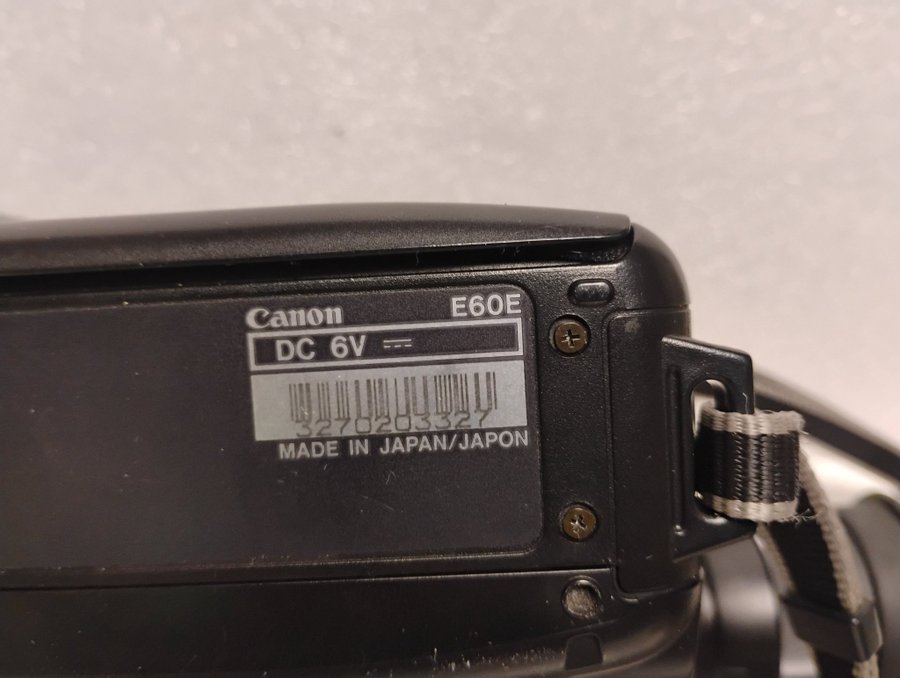 Canon E60E
DC 6V ⎓
3270203327
MADE IN JAPAN/JAPON